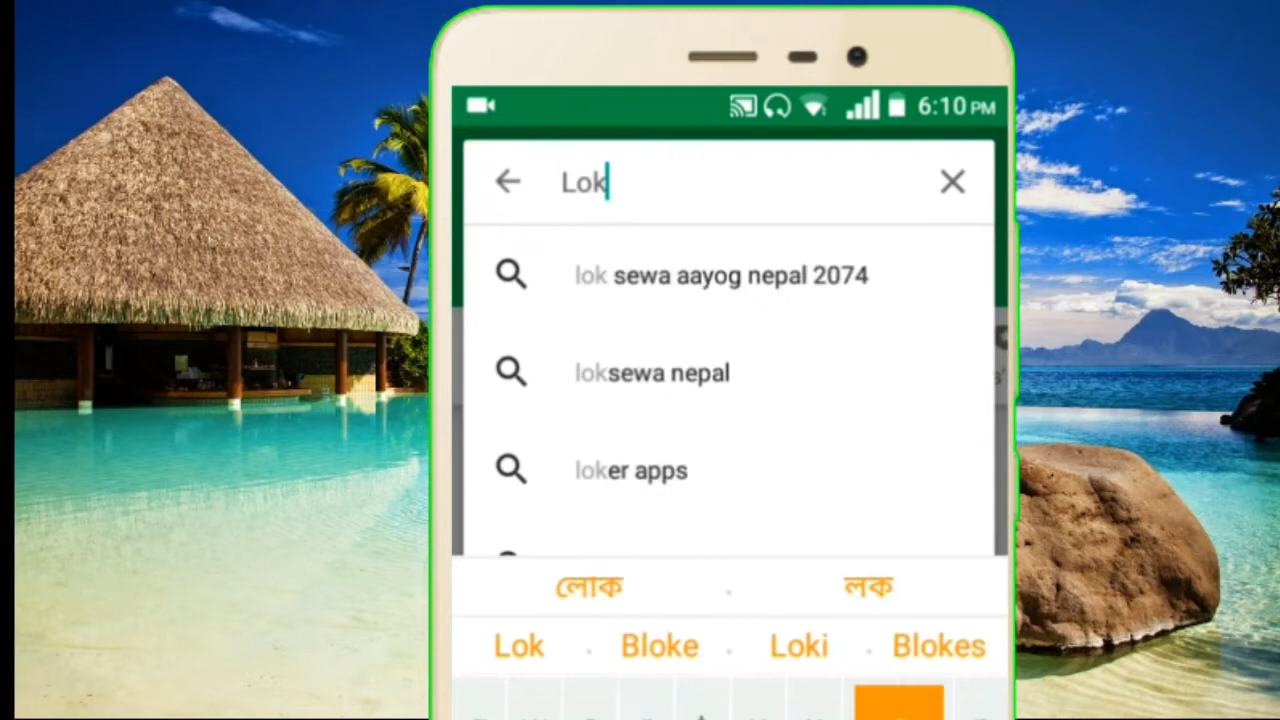 6:10 PM
Lok
lok sewa aayog nepal 2074
loksewa nepal
loker apps
লোক . লক
Lok . Bloke . Loki . Blokes